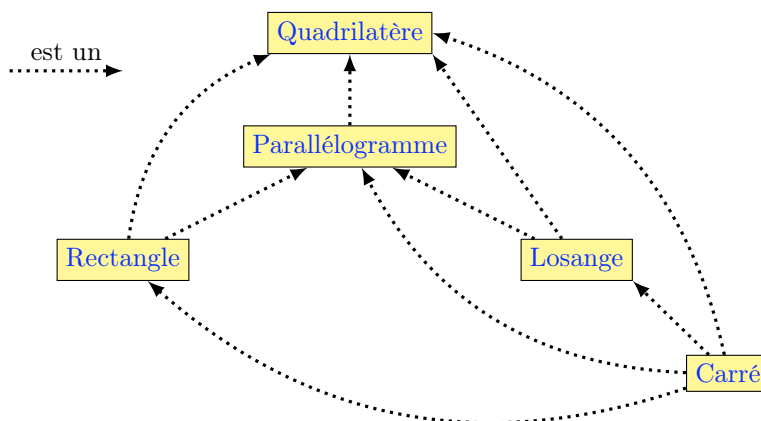 Quadrilatère
est un
Parallélogramme
Rectangle
Losange
Carré